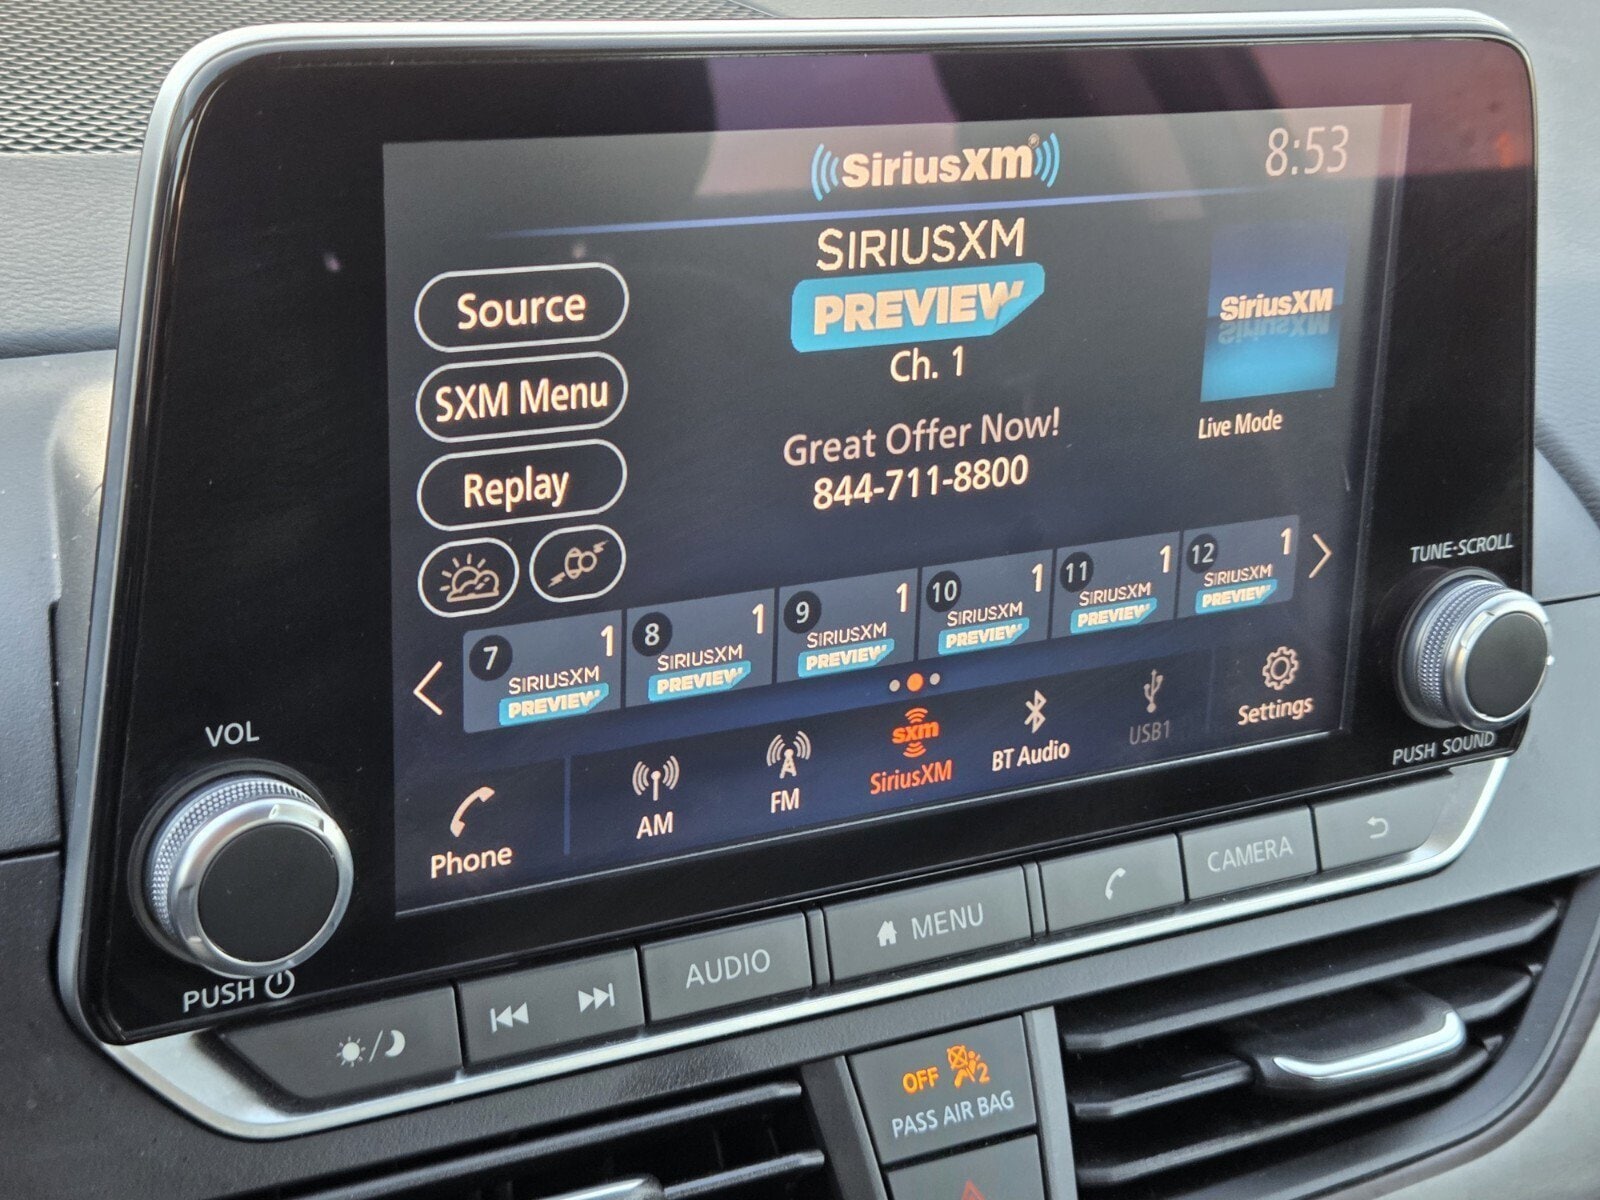 SiriusXM®
8:53
SIRIUSXM
PREVIEW
Ch. 1
Source
SXM Menu
Replay
Great Offer Now!
844-711-8800
SiriusXM
Live Mode
7 1 SIRIUSXM PREVIEW
8 1 SIRIUSXM PREVIEW
9 1 SIRIUSXM PREVIEW
10 1 SIRIUSXM PREVIEW
11 1 SIRIUSXM PREVIEW
12 1 SIRIUSXM PREVIEW
Phone
AM
FM
sxm
SiriusXM
BT Audio
USB1
Settings
VOL
PUSH
TUNE·SCROLL
PUSH SOUND
AUDIO
MENU
CAMERA
OFF 2
PASS AIR BAG